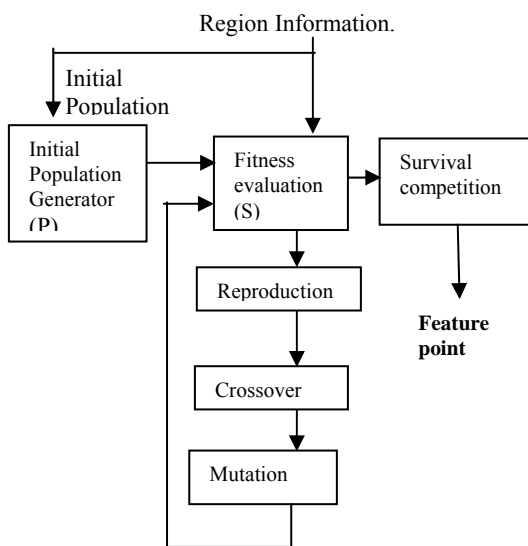 Region Information.
Initial
Population
Initial
Population
Generator
(P)
Fitness
evaluation
(S)
Survival
competition
Reproduction
Feature
point
Crossover
Mutation